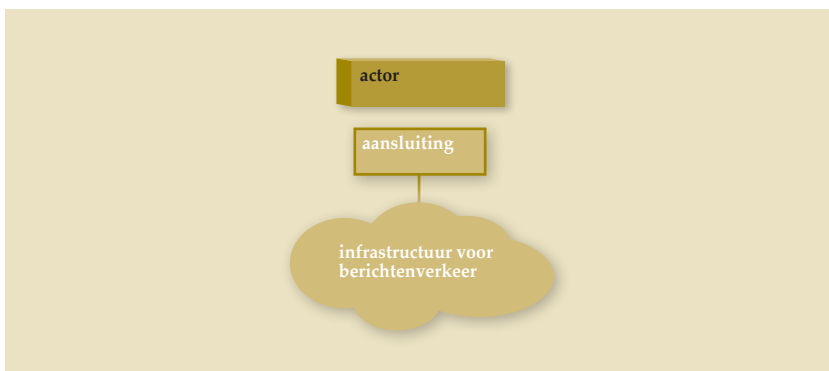 actor
aansluiting
infrastructuur voor
berichtenverkeer